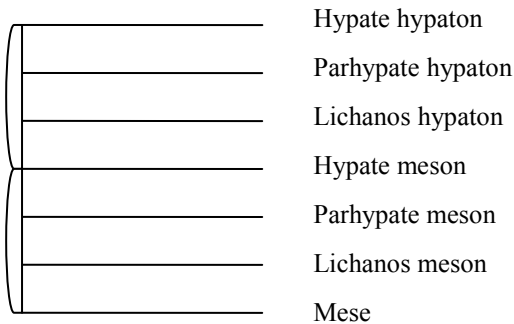 Hypate hypaton
Parhypate hypaton
Lichanos hypaton
Hypate meson
Parhypate meson
Lichanos meson
Mese